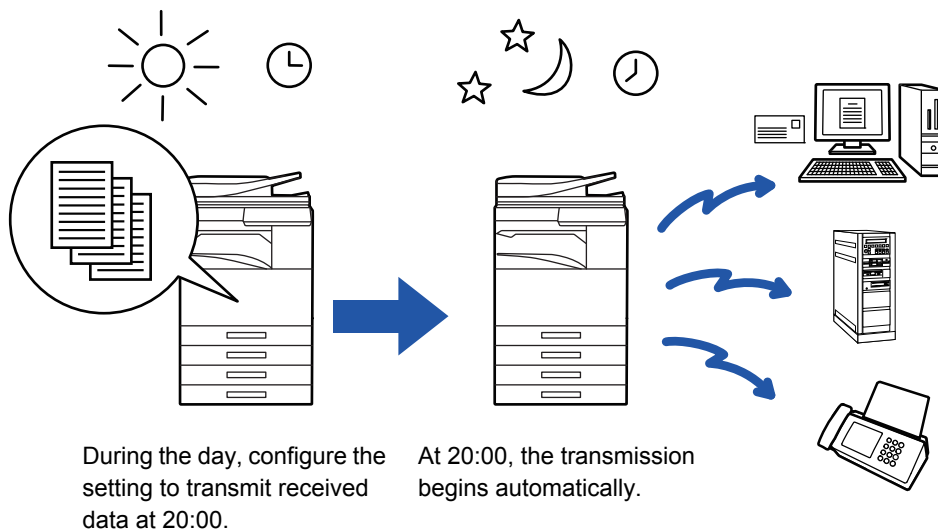 During the day, configure the
setting to transmit received
data at 20:00.
At 20:00, the transmission
begins automatically.